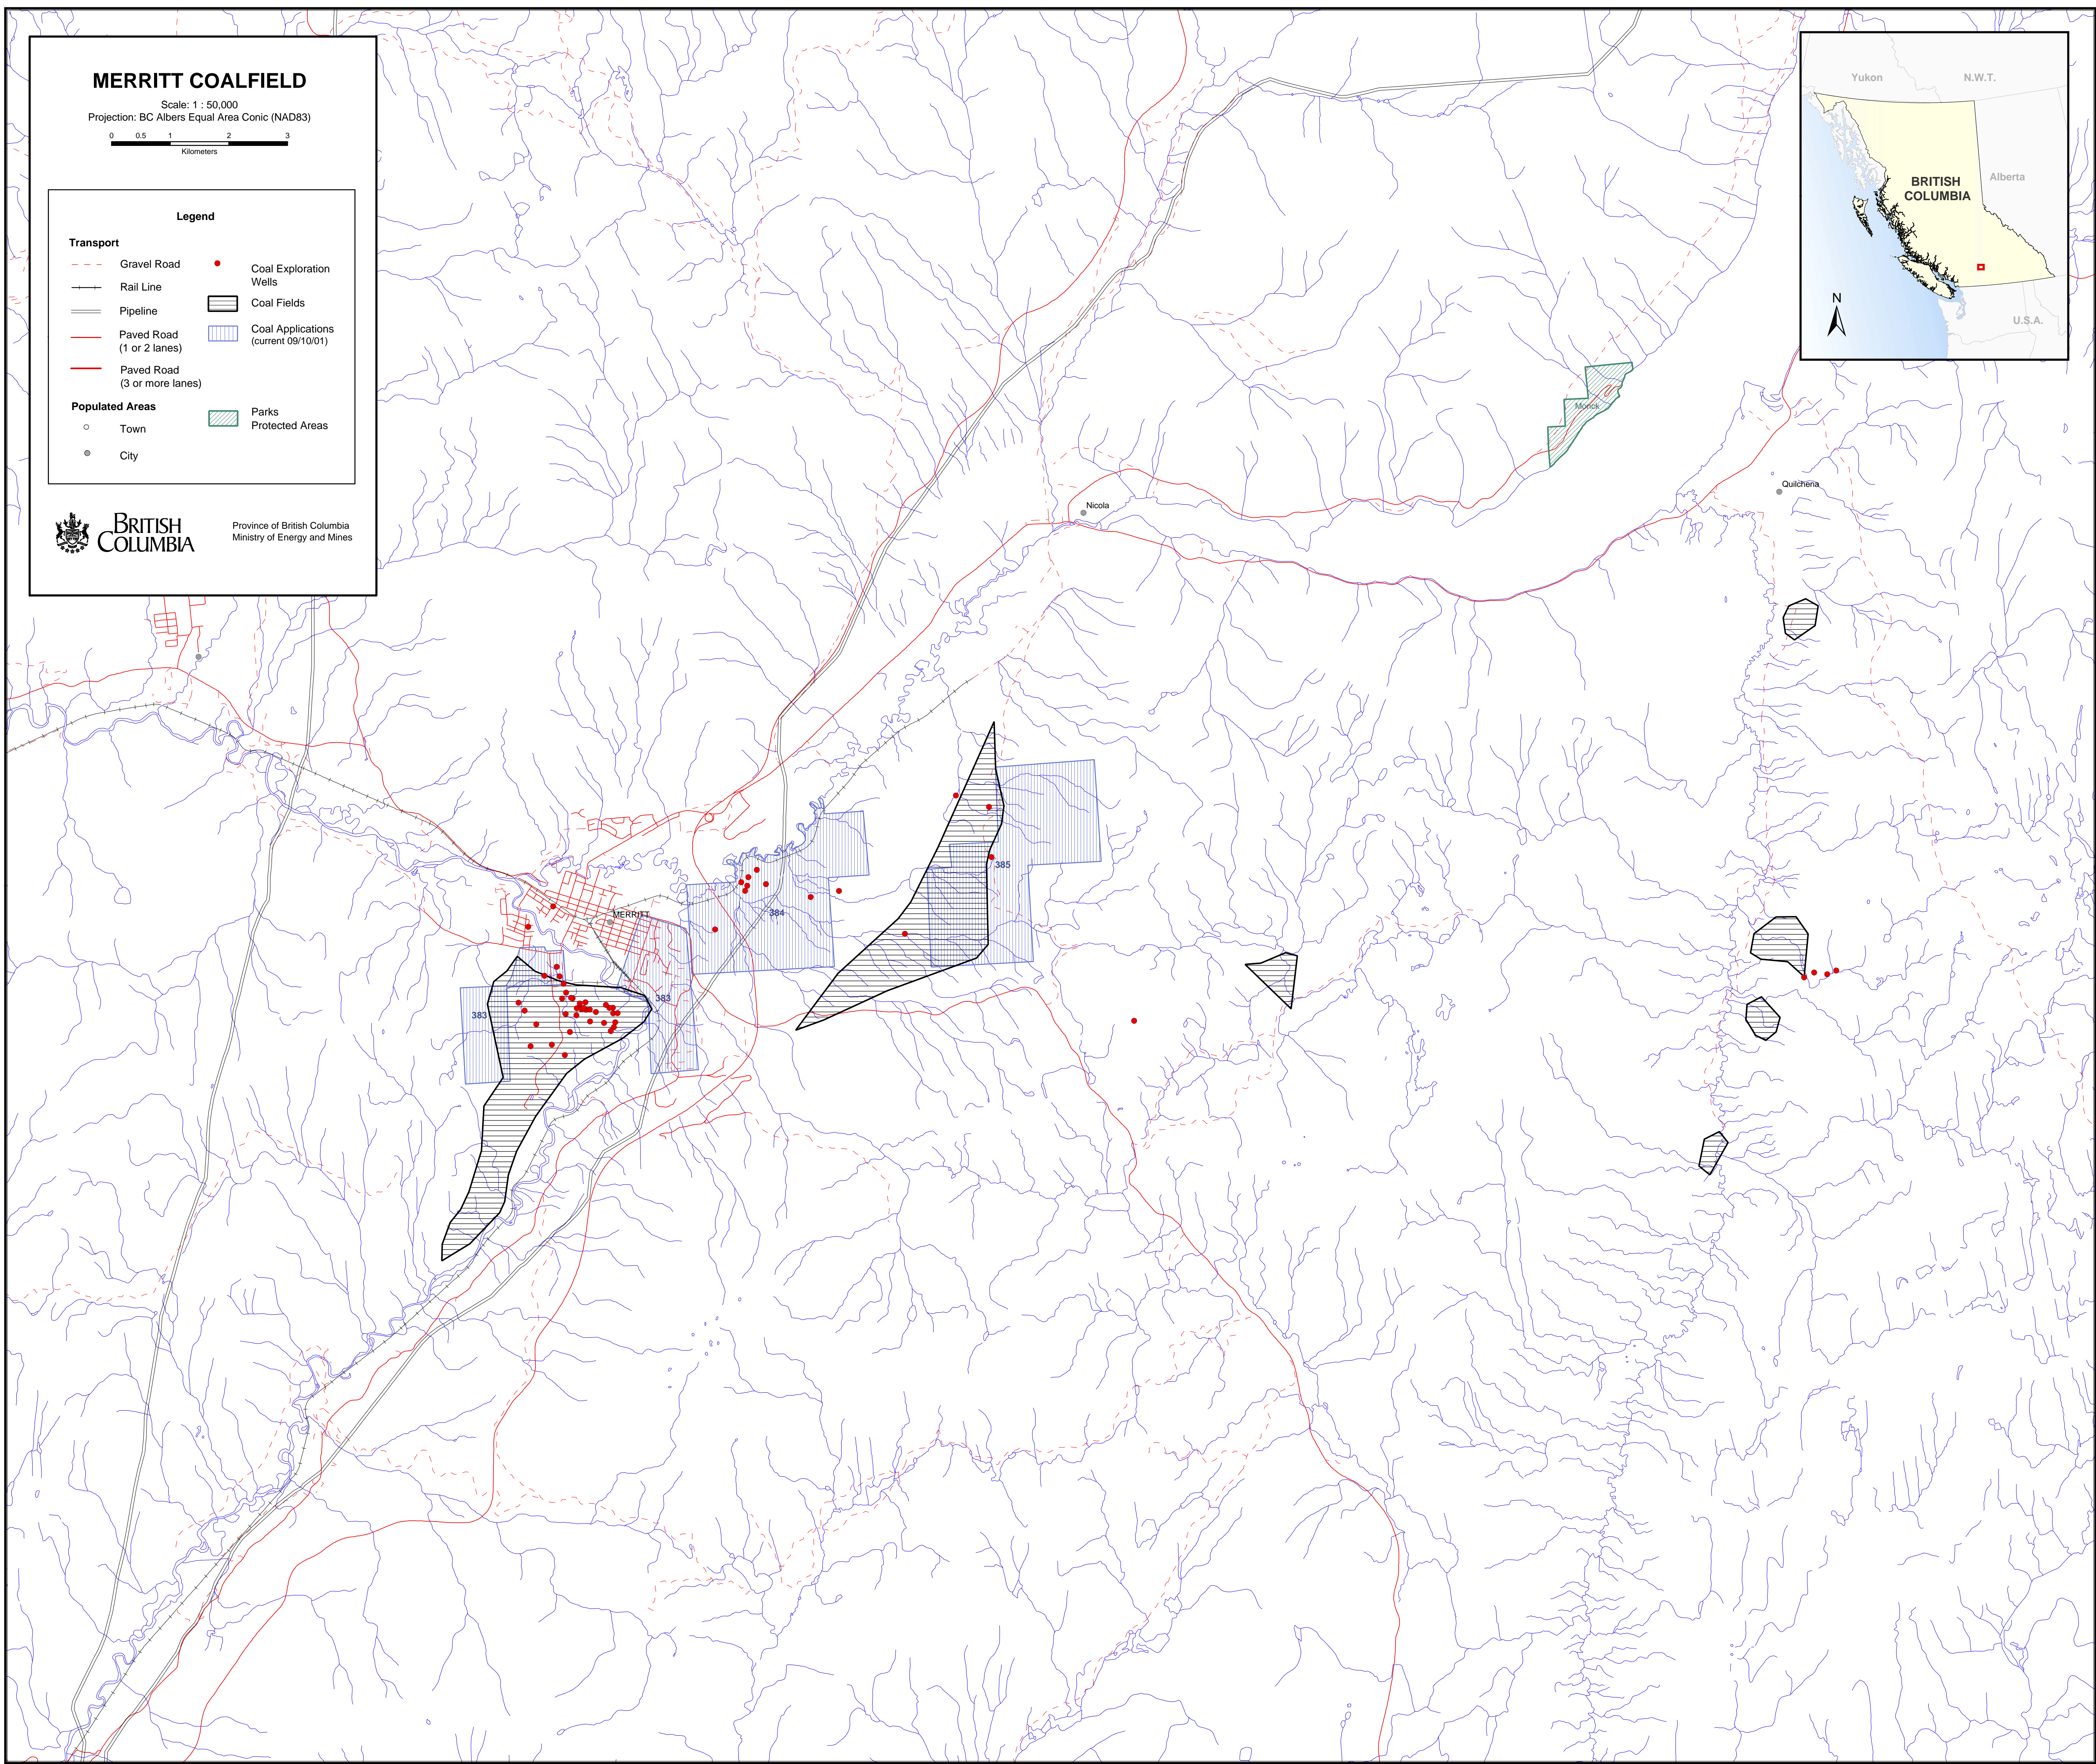 MERRITT COALFIELD
Scale: 1 : 50,000
Projection: BC Albers Equal Area Conic (NAD83)
0 0.5 1 2 3
Kilometers
Legend
Transport
Gravel Road
Rail Line
Pipeline
Paved Road
(1 or 2 lanes)
Paved Road
(3 or more lanes)
Populated Areas
Town
City
Coal Exploration
Wells
Coal Fields
Coal Applications
(current 09/10/01)
Parks
Protected Areas
BRITISH
COLUMBIA
Province of British Columbia
Ministry of Energy and Mines
Yukon
N.W.T.
BRITISH
COLUMBIA
Alberta
N
U.S.A.
Monck
Quilchena
Nicola
385
384
MERRITT
383
383